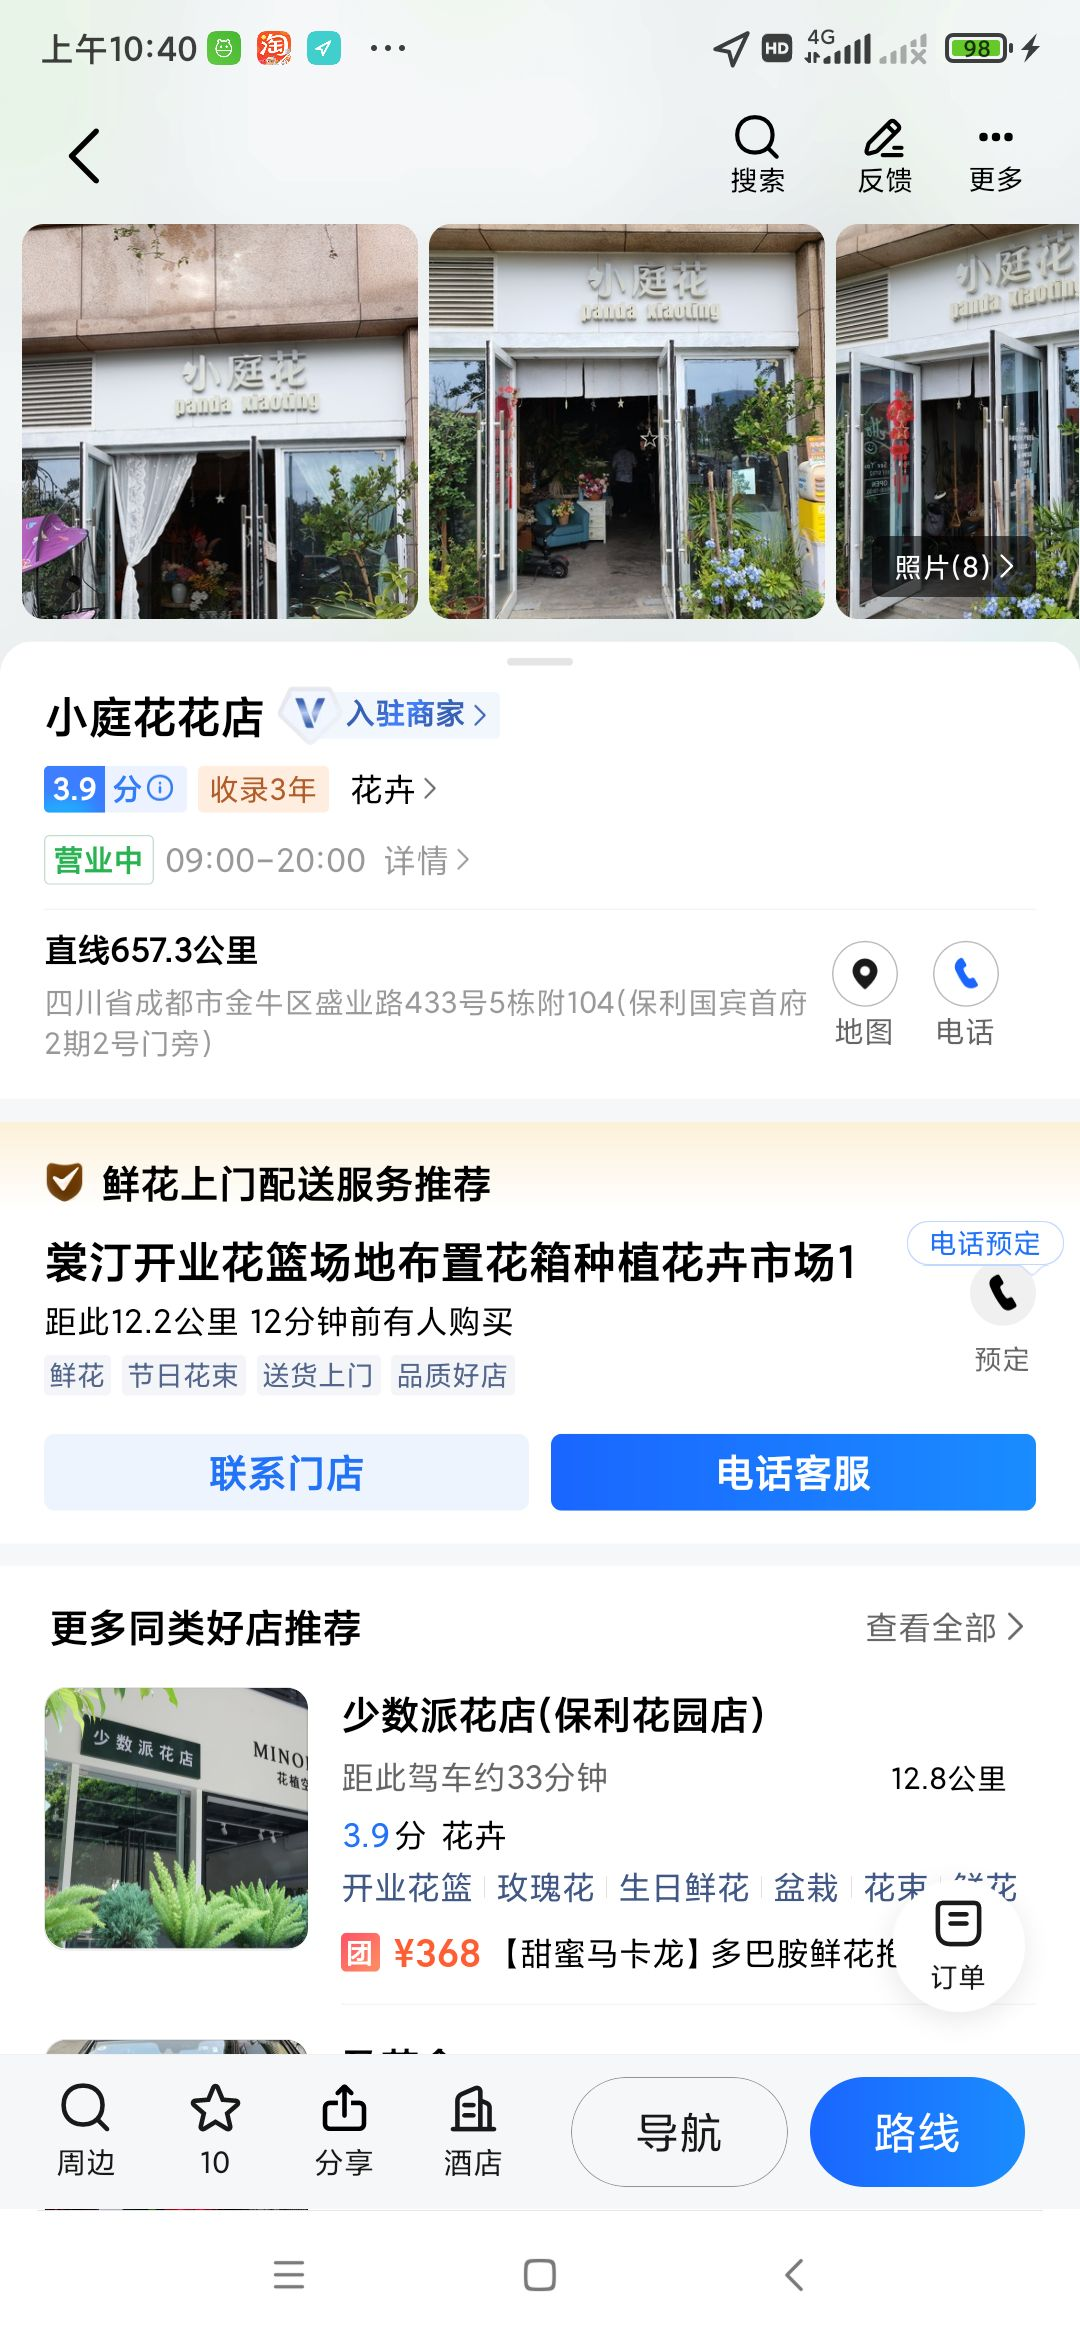 上午10:40
HD
4G
98
搜索
反馈
更多
小庭花
panda xiaoting
小庭花
panda xiaoting
小庭花
panda xiaoting
照片(8)
小庭花花店
入驻商家
3.9分
收录3年
花卉
营业中
09:00-20:00
详情
直线657.3公里
四川省成都市金牛区盛业路433号5栋附104(保利国宾首府
2期2号门旁)
地图
电话
鲜花上门配送服务推荐
裳汀开业花篮场地布置花箱种植花卉市场1
电话预定
距此12.2公里 12分钟前有人购买
预定
鲜花 节日花束 送货上门 品质好店
联系门店
电话客服
更多同类好店推荐
查看全部
少数派花店
MINO
花植空
少数派花店(保利花园店)
距此驾车约33分钟
12.8公里
3.9分 花卉
开业花篮 玫瑰花 生日鲜花 盆栽 花束 鲜花
团 ¥368 【甜蜜马卡龙】多巴胺鲜花抱
订单
周边
10
分享
酒店
导航
路线